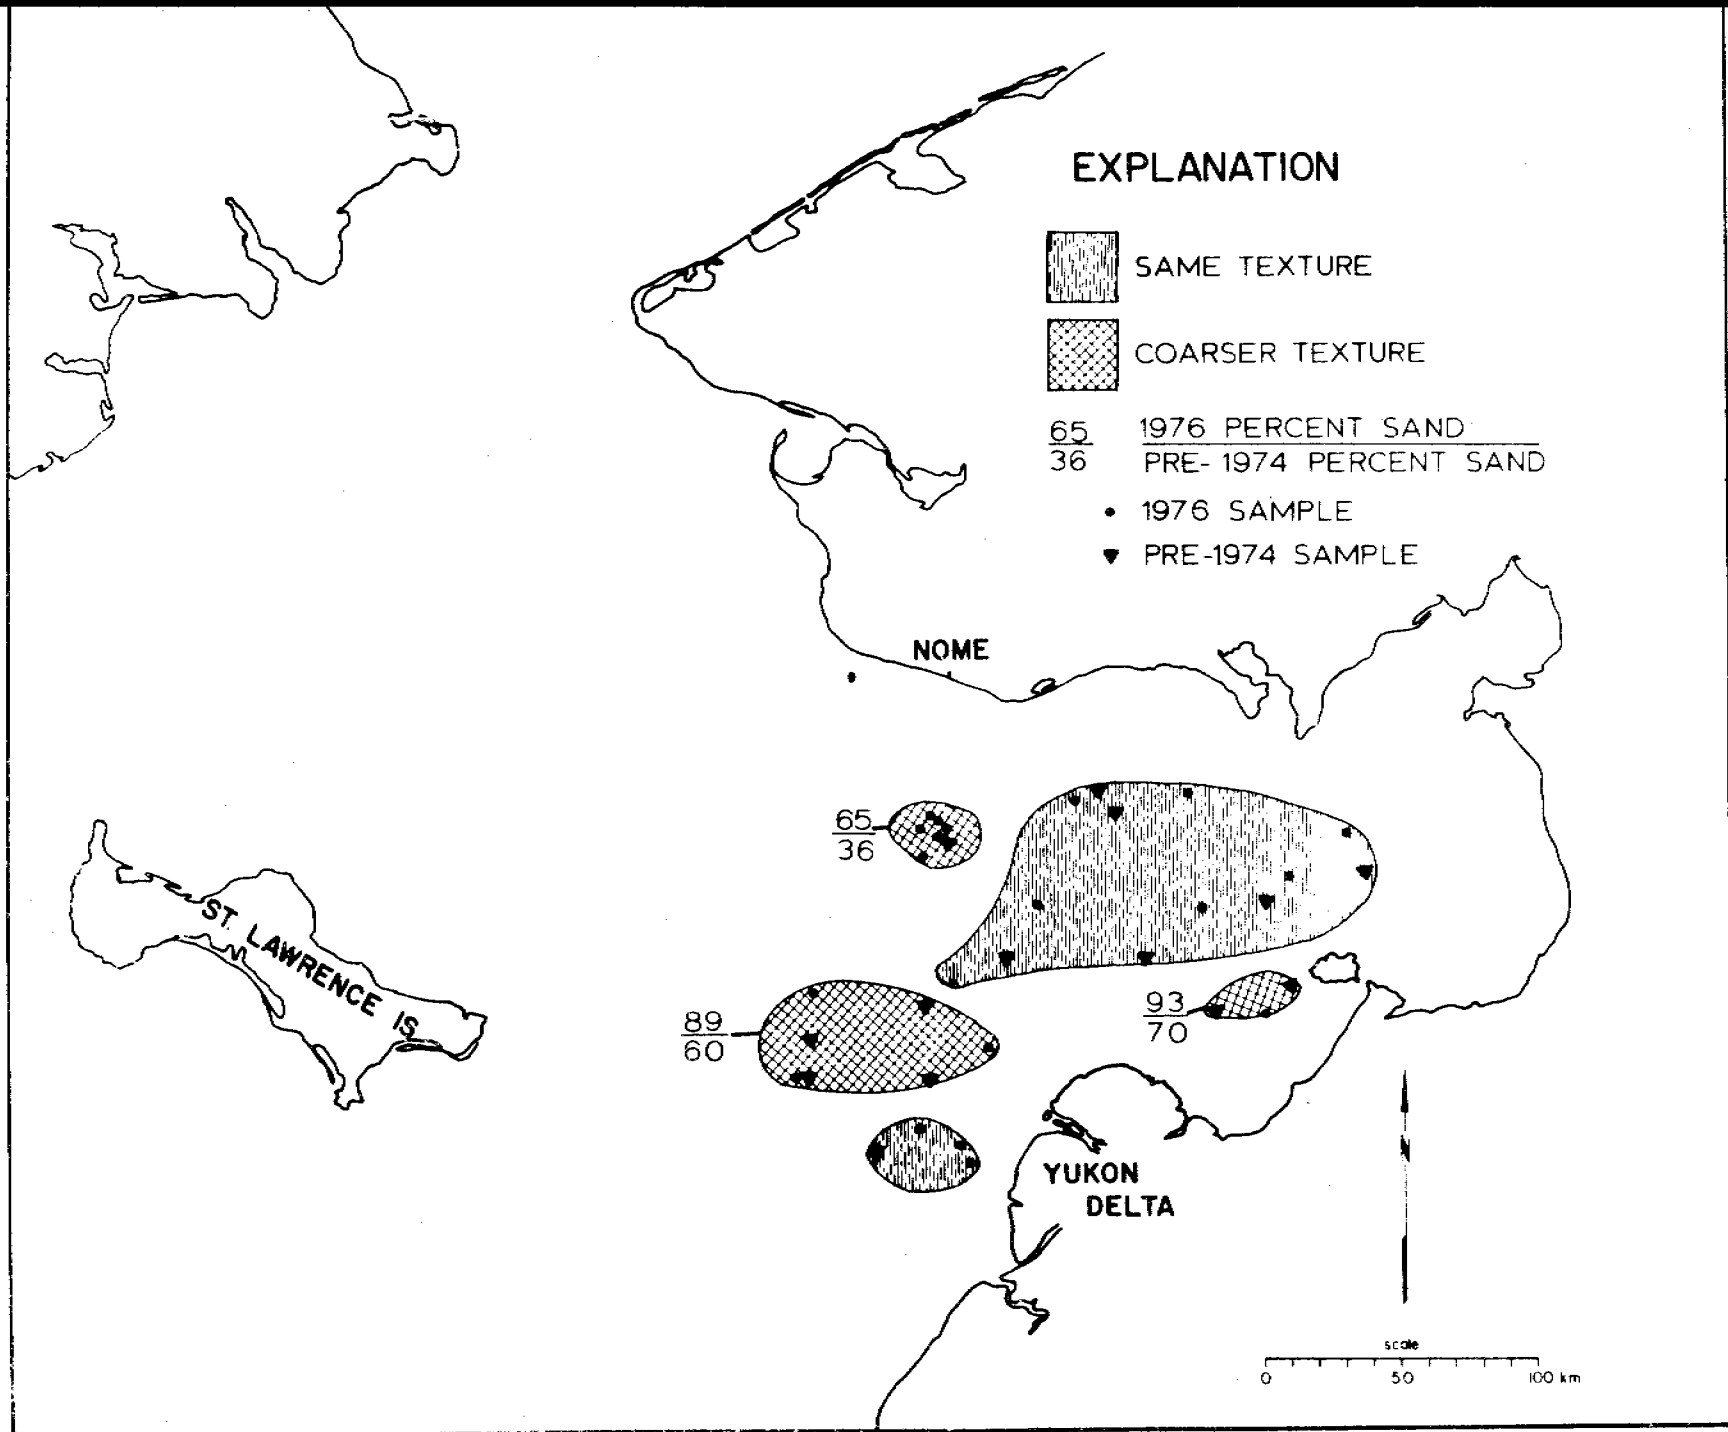 EXPLANATION
SAME TEXTURE
COARSER TEXTURE
65 1976 PERCENT SAND
36 PRE-1974 PERCENT SAND
1976 SAMPLE
PRE-1974 SAMPLE
NOME
65
36
ST. LAWRENCE IS
89
60
93
70
YUKON
DELTA
N
scale
0 50 100 km